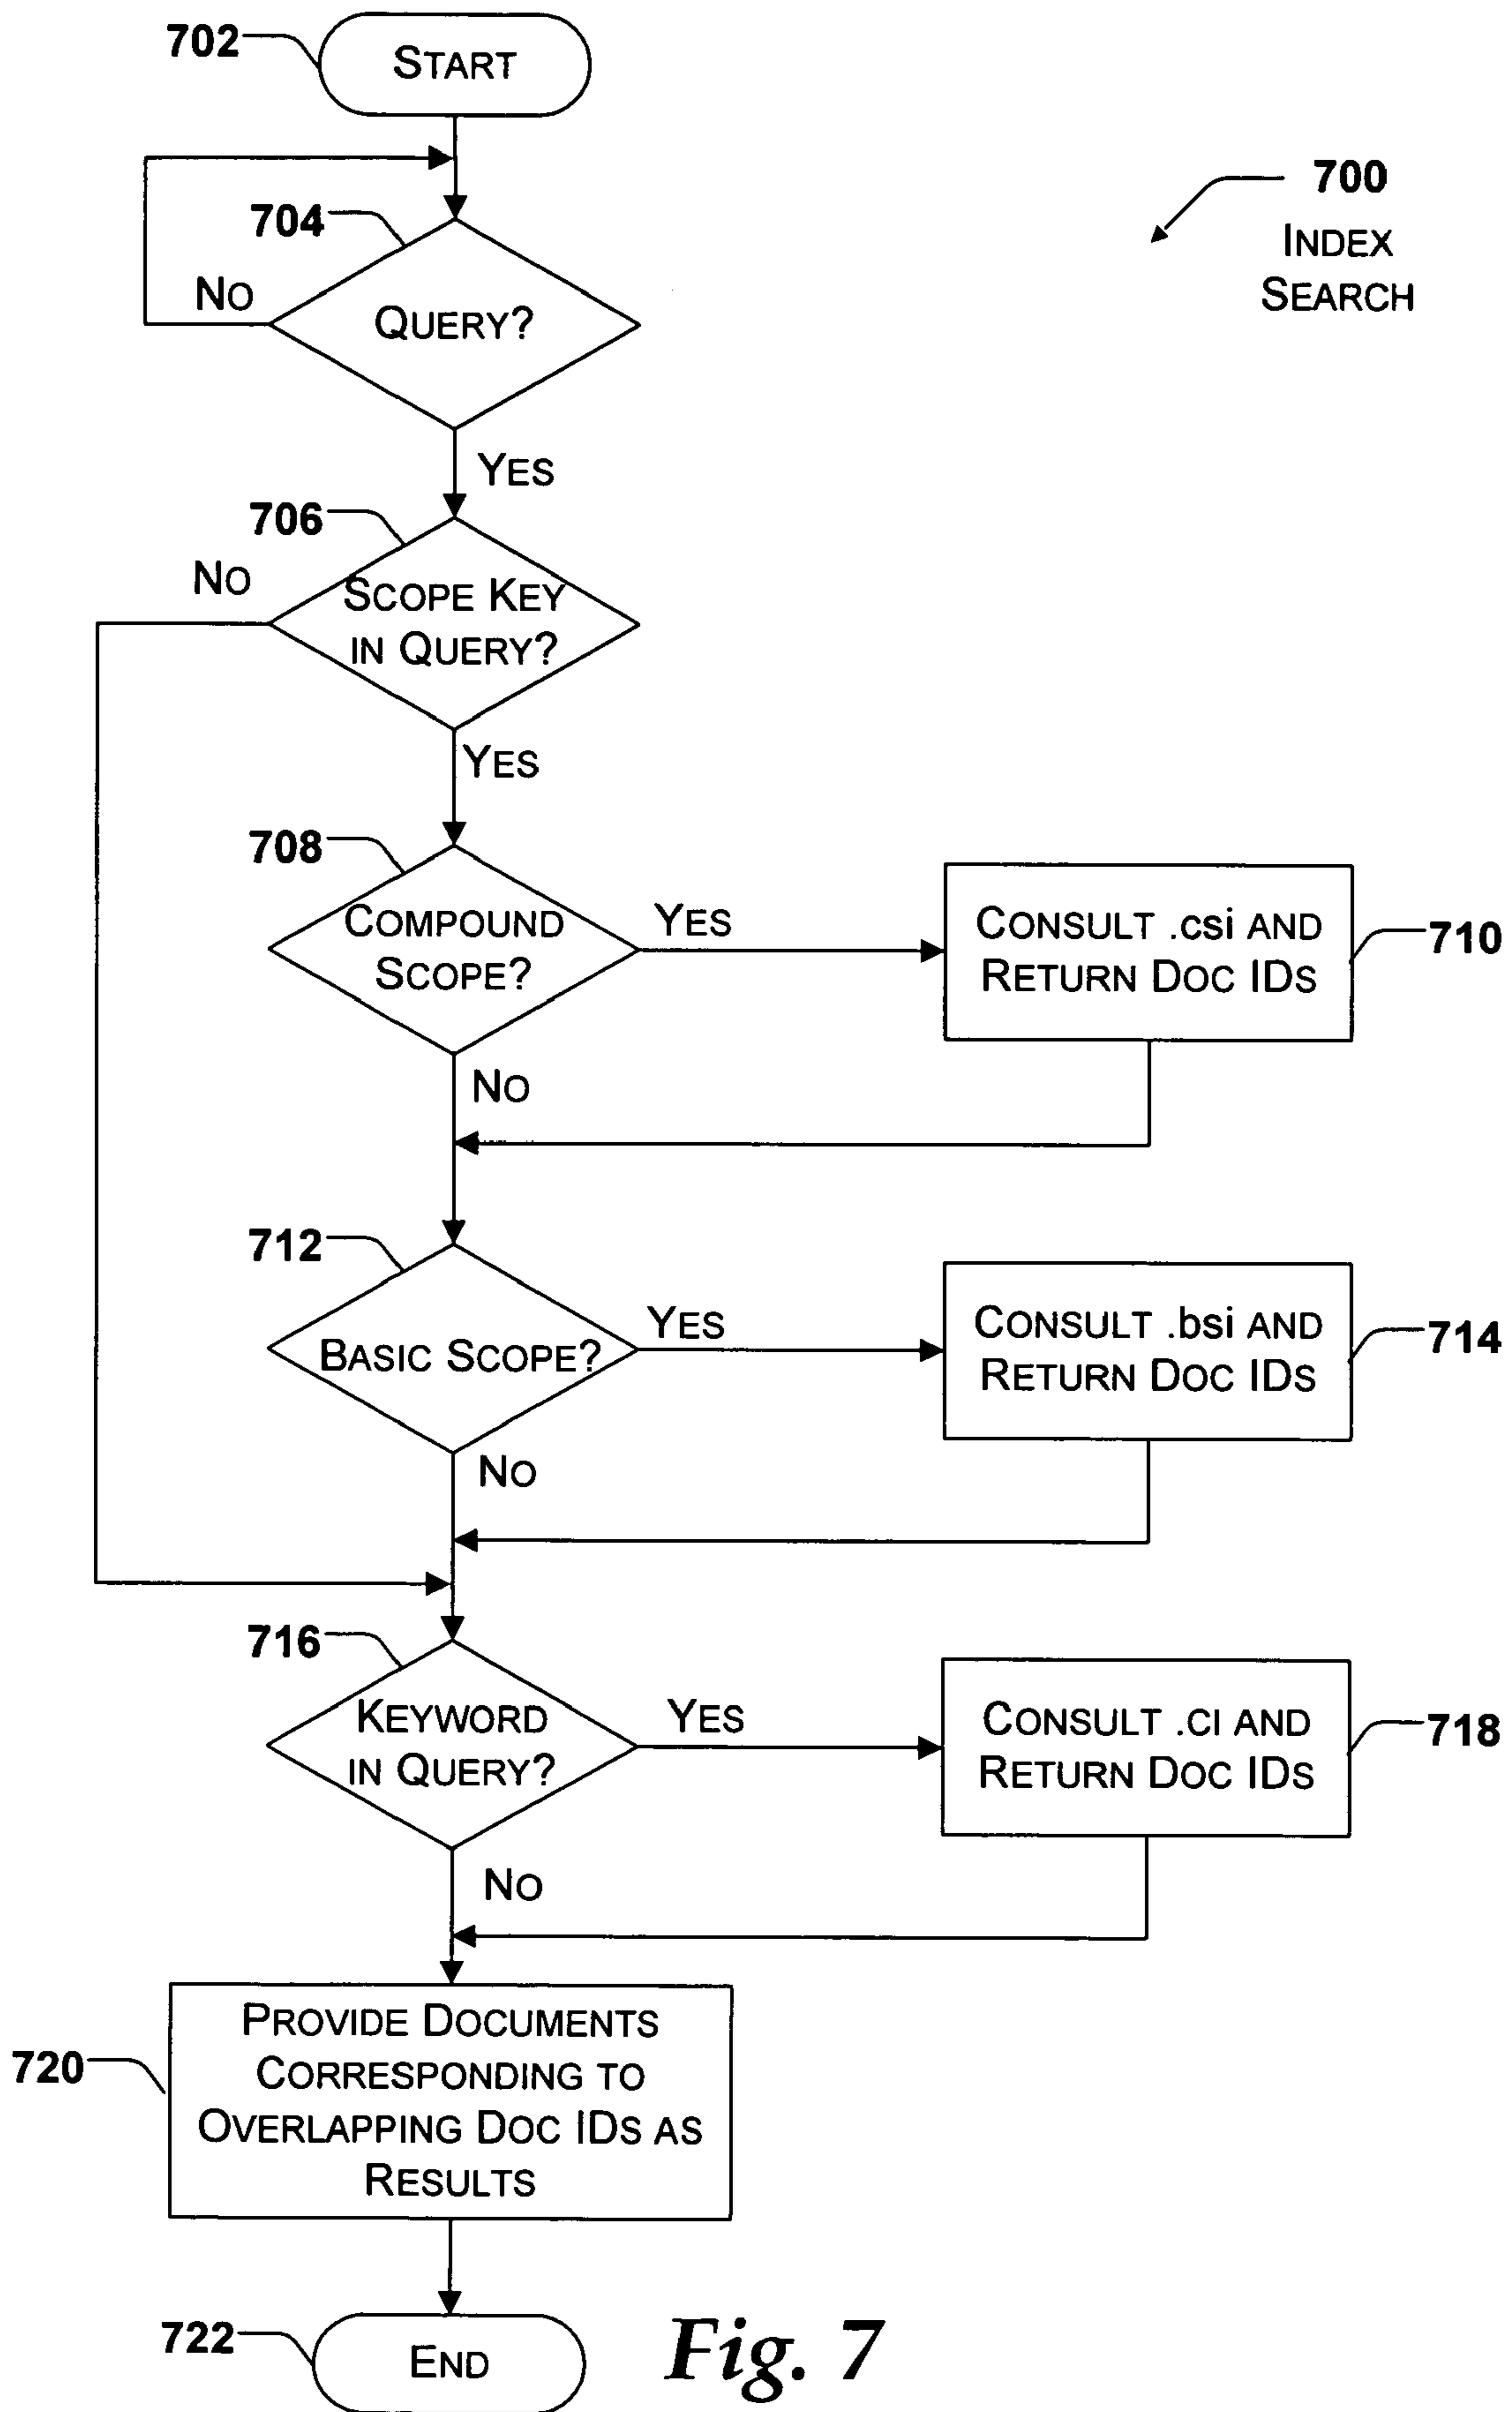 702
START
700
INDEX
SEARCH
704
NO
QUERY?
YES
706
NO
SCOPE KEY
IN QUERY?
YES
708
COMPOUND
SCOPE?
YES
CONSULT .csi AND
RETURN DOC IDS
710
NO
712
BASIC SCOPE?
YES
CONSULT .bsi AND
RETURN DOC IDS
714
NO
716
KEYWORD
IN QUERY?
YES
CONSULT .CI AND
RETURN DOC IDS
718
NO
720
PROVIDE DOCUMENTS
CORRESPONDING TO
OVERLAPPING DOC IDS AS
RESULTS
722
END
Fig. 7